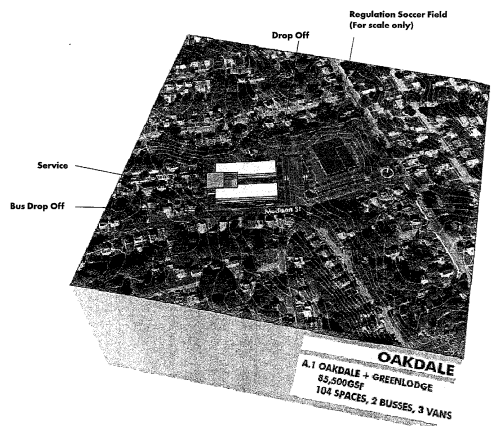 Regulation Soccer Field
(For scale only)
Drop Off
Service
Bus Drop Off
OAKDALE
A.1 OAKDALE + GREENLODGE
85,500GSF
104 SPACES, 2 BUSSES, 3 VANS